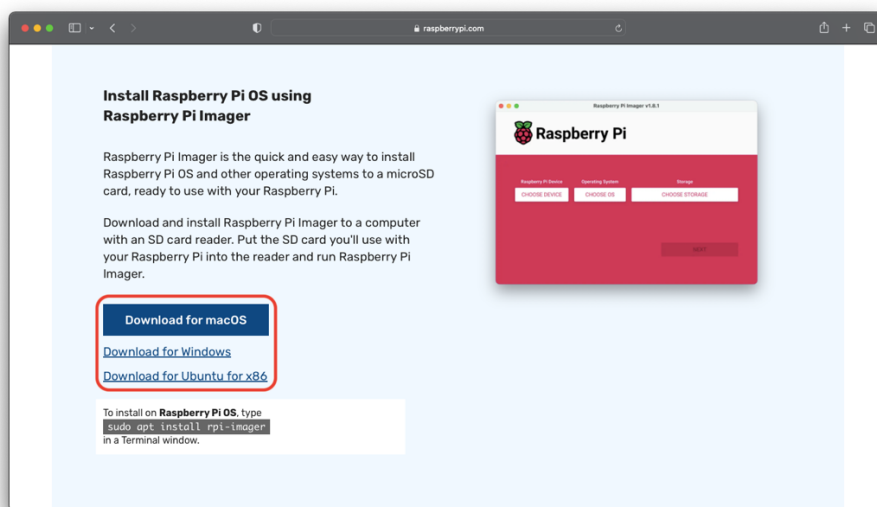 raspberrypi.com
Install Raspberry Pi OS using
Raspberry Pi Imager
Raspberry Pi Imager is the quick and easy way to install
Raspberry Pi OS and other operating systems to a microSD
card, ready to use with your Raspberry Pi.
Download and install Raspberry Pi Imager to a computer
with an SD card reader. Put the SD card you'll use with
your Raspberry Pi into the reader and run Raspberry Pi
Imager.
Download for macOS
Download for Windows
Download for Ubuntu for x86
To install on Raspberry Pi OS, type
sudo apt install rpi-imager
in a Terminal window.
Raspberry Pi Imager v1.8.1
Raspberry Pi
Raspberry Pi Device Operating System Storage
CHOOSE DEVICE CHOOSE OS CHOOSE STORAGE
NEXT